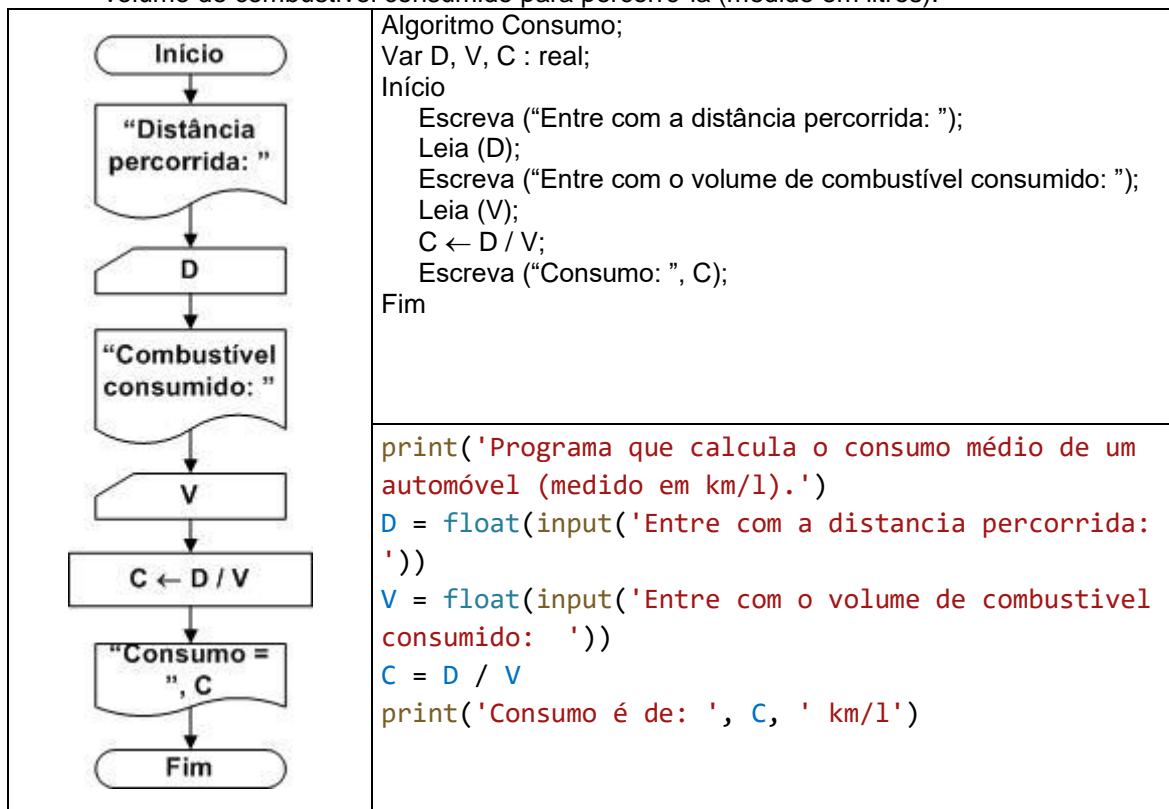 volume de combustível consumido para percorrê-la (medido em litros).
Início
“Distância
percorrida: ”
D
“Combustível
consumido: ”
V
C ← D / V
“Consumo =
”, C
Fim
Algoritmo Consumo;
Var D, V, C : real;
Início
Escreva (“Entre com a distância percorrida: ”);
Leia (D);
Escreva (“Entre com o volume de combustível consumido: ”);
Leia (V);
C ← D / V;
Escreva (“Consumo: ”, C);
Fim
print('Programa que calcula o consumo médio de um
automóvel (medido em km/l).')
D = float(input('Entre com a distancia percorrida:
'))
V = float(input('Entre com o volume de combustivel
consumido:  '))
C = D / V
print('Consumo é de: ', C, ' km/l')